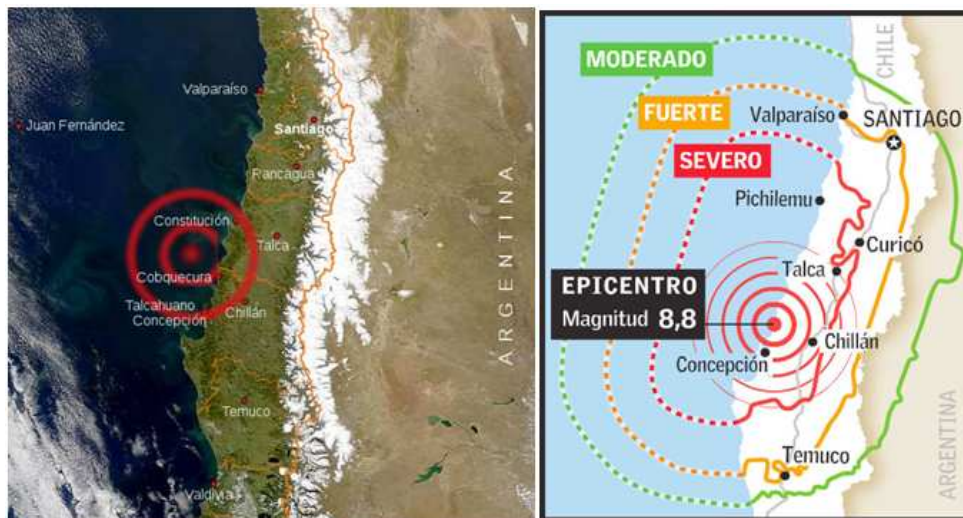 Valparaíso
Juan Fernández
Santiago
Rancagua
Constitución
Talca
Cobquecura
Talcahuano
Concepción
Chillán
Temuco
Valdivia
ARGENTINA
MODERADO
CHILE
FUERTE
Valparaíso
SANTIAGO
SEVERO
Pichilemu
Curicó
Talca
EPICENTRO
Magnitud 8,8
Chillán
Concepción
Temuco
ARGENTINA